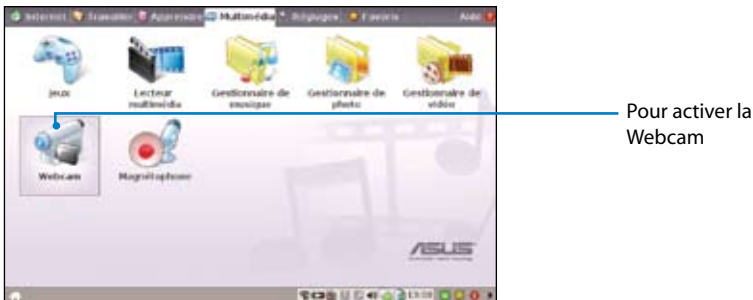 Internet Travailler Apprendre Multimédia Réglages Favoris Aide
Jeux
Lecteur multimédia
Gestionnaire de musique
Gestionnaire de photo
Gestionnaire de vidéo
Pour activer la
Webcam
Webcam
Magnétophone
ASUS